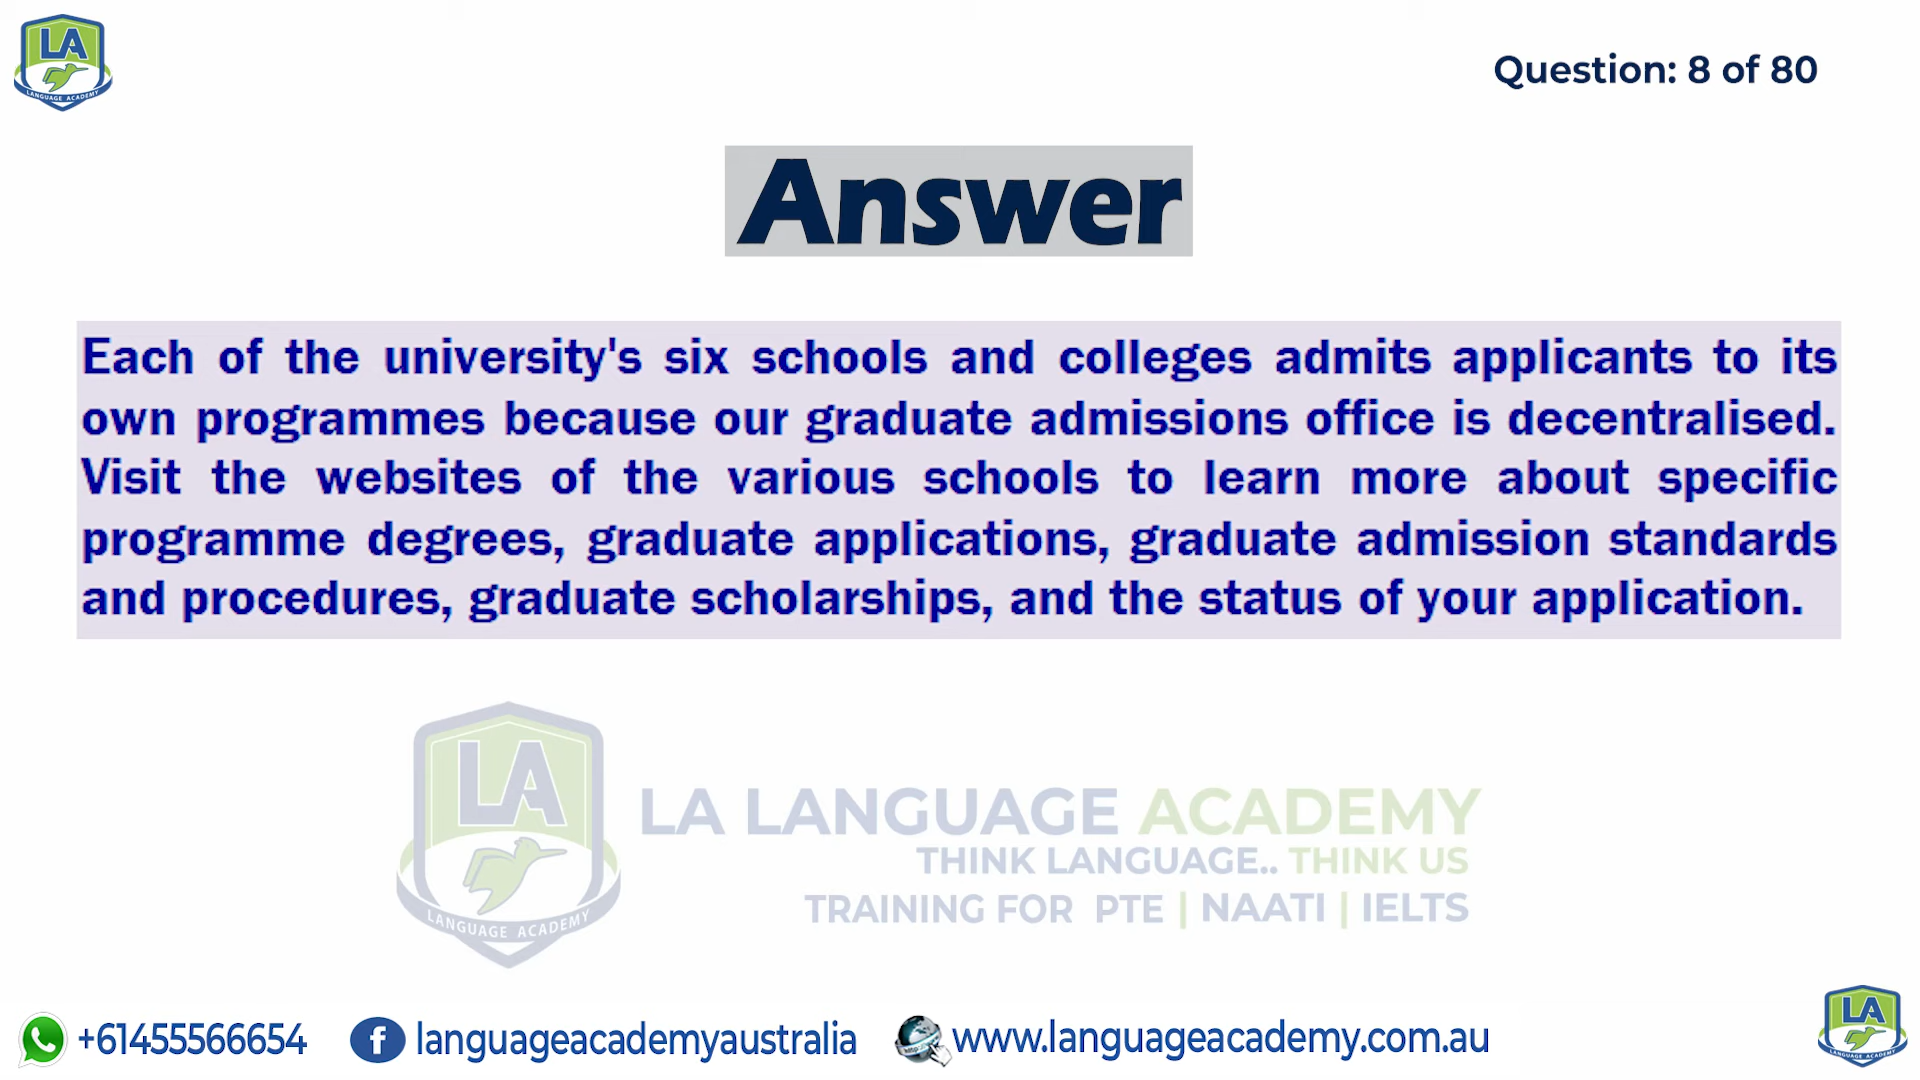 LA
LANGUAGE ACADEMY
Question: 8 of 80
Answer
Each of the university's six schools and colleges admits applicants to its
own programmes because our graduate admissions office is decentralised.
Visit the websites of the various schools to learn more about specific
programme degrees, graduate applications, graduate admission standards
and procedures, graduate scholarships, and the status of your application.
LA
LANGUAGE ACADEMY
LA LANGUAGE ACADEMY
THINK LANGUAGE.. THINK US
TRAINING FOR PTE | NAATI | IELTS
+61455566654
f languageacademyaustralia
www.languageacademy.com.au
LA
LANGUAGE ACADEMY